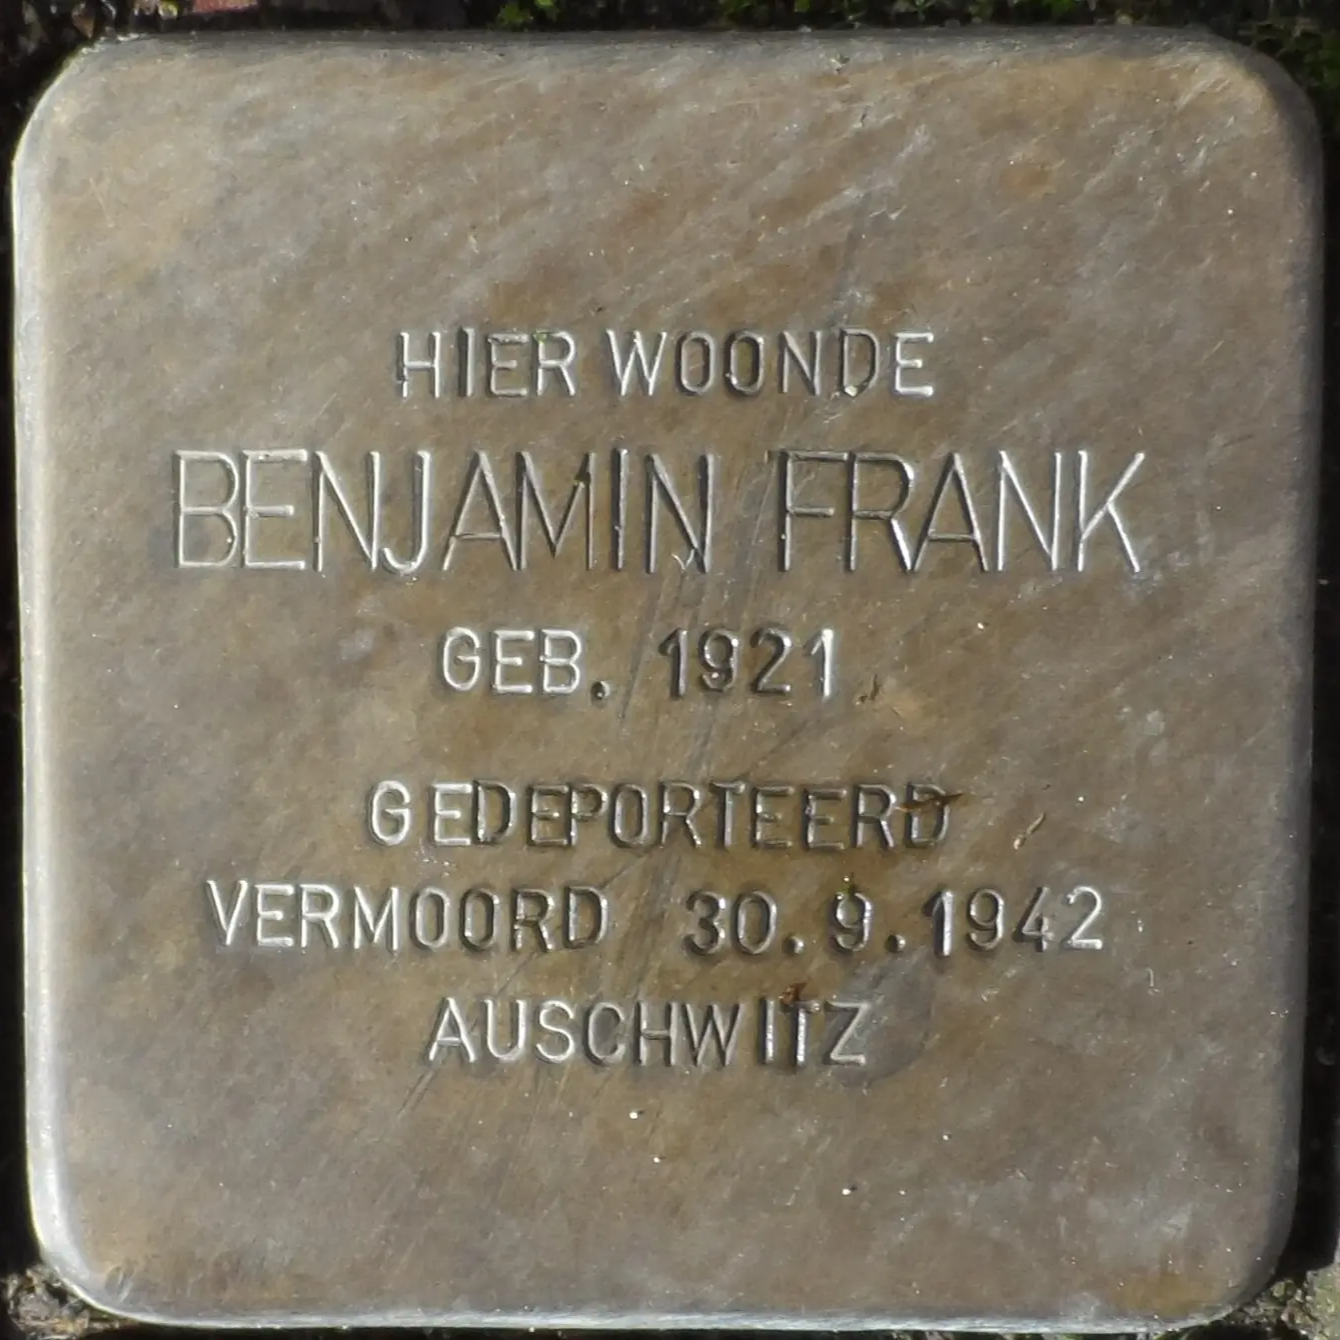 HIER WOONDE
BENJAMIN FRANK
GEB. 1921
GEDEPORTEERD
VERMOORD 30.9.1942
AUSCHWITZ